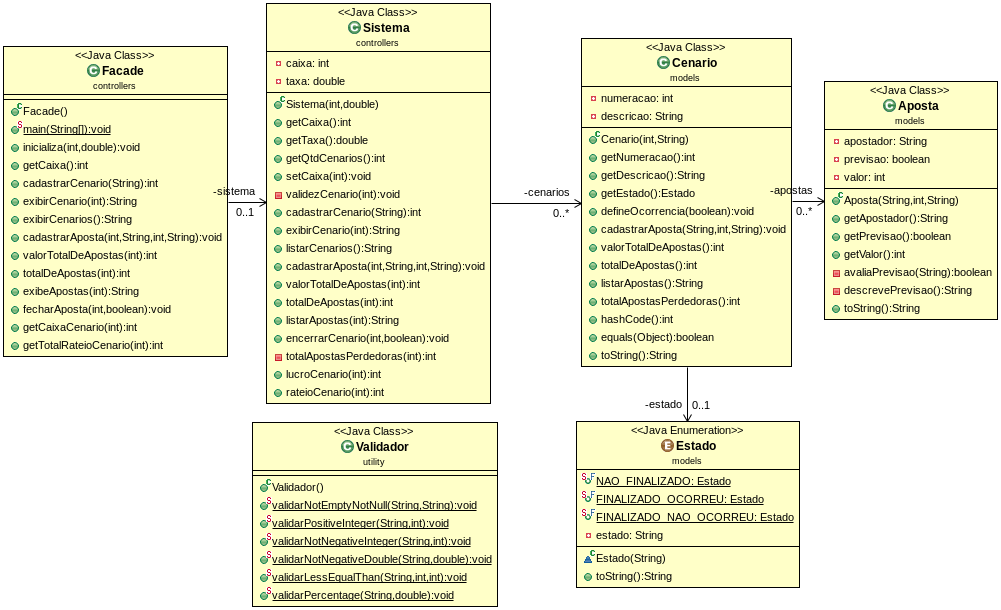 <<Java Class>>
Facade
controllers
Facade()
main(String[]):void
inicializa(int,double):void
getCaixa():int
cadastrarCenario(String):int
exibirCenario(int):String
exibirCenarios():String
cadastrarAposta(int,String,int,String):void
valorTotalDeApostas(int):int
totalDeApostas(int):int
exibeApostas(int):String
fecharAposta(int,boolean):void
getCaixaCenario(int):int
getTotalRateioCenario(int):int
-sistema
0..1
<<Java Class>>
Sistema
controllers
caixa: int
taxa: double
Sistema(int,double)
getCaixa():int
getTaxa():double
getQtdCenarios():int
setCaixa(int):void
validezCenario(int):void
cadastrarCenario(String):int
exibirCenario(int):String
listarCenarios():String
cadastrarAposta(int,String,int,String):void
valorTotalDeApostas(int):int
totalDeApostas(int):int
listarApostas(int):String
encerrarCenario(int,boolean):void
totalApostasPerdedoras(int):int
lucroCenario(int):int
rateioCenario(int):int
-cenarios
0..*
<<Java Class>>
Cenario
models
numeracao: int
descricao: String
Cenario(int,String)
getNumeracao():int
getDescricao():String
getEstado():Estado
defineOcorrencia(boolean):void
cadastrarAposta(String,int,String):void
valorTotalDeApostas():int
totalDeApostas():int
listarApostas():String
totalApostasPerdedoras():int
hashCode():int
equals(Object):boolean
toString():String
-apostas
0..*
<<Java Class>>
Aposta
models
apostador: String
previsao: boolean
valor: int
Aposta(String,int,String)
getApostador():String
getPrevisao():boolean
getValor():int
avaliaPrevisao(String):boolean
descrevePrevisao():String
toString():String
-estado
0..1
<<Java Class>>
Validador
utility
Validador()
validarNotEmptyNotNull(String,String):void
validarPositiveInteger(String,int):void
validarNotNegativeInteger(String,int):void
validarNotNegativeDouble(String,double):void
validarLessEqualThan(String,int,int):void
validarPercentage(String,double):void
<<Java Enumeration>>
Estado
models
NAO_FINALIZADO: Estado
FINALIZADO_OCORREU: Estado
FINALIZADO_NAO_OCORREU: Estado
estado: String
Estado(String)
toString():String